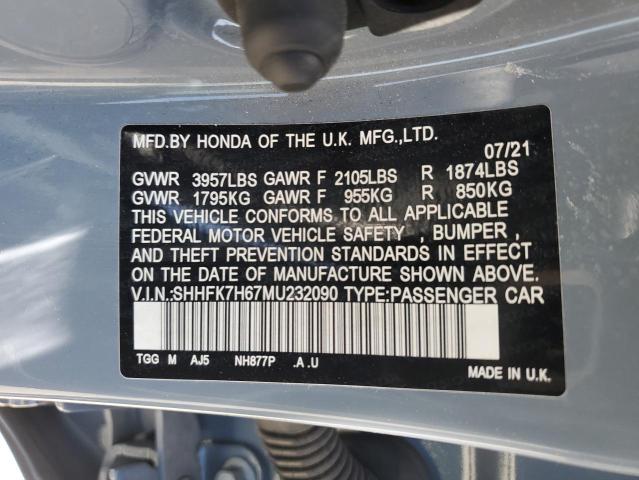 MFD.BY HONDA OF THE U.K. MFG.,LTD.
07/21
GVWR 3957LBS GAWR F 2105LBS R 1874LBS
GVWR 1795KG GAWR F 955KG R 850KG
THIS VEHICLE CONFORMS TO ALL APPLICABLE
FEDERAL MOTOR VEHICLE SAFETY , BUMPER ,
AND THEFT PREVENTION STANDARDS IN EFFECT
ON THE DATE OF MANUFACTURE SHOWN ABOVE.
V.I.N.:SHHFK7H67MU232090 TYPE:PASSENGER CAR
TGG M AJ5 NH877P .A .U
MADE IN U.K.